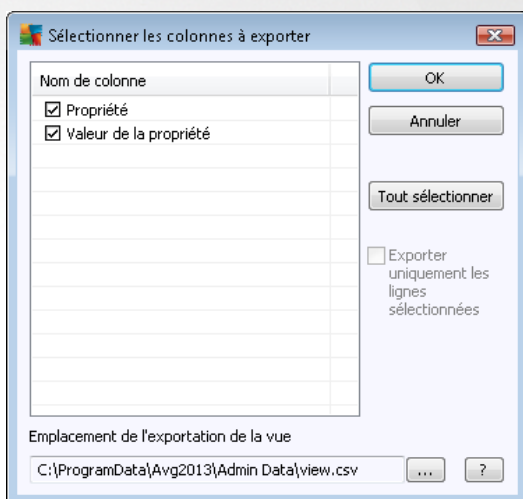 Sélectionner les colonnes à exporter
Nom de colonne
Propriété
Valeur de la propriété
OK
Annuler
Tout sélectionner
Exporter
uniquement les
lignes
sélectionnées
Emplacement de l'exportation de la vue
C:\ProgramData\Avg2013\Admin Data\view.csv
...
?